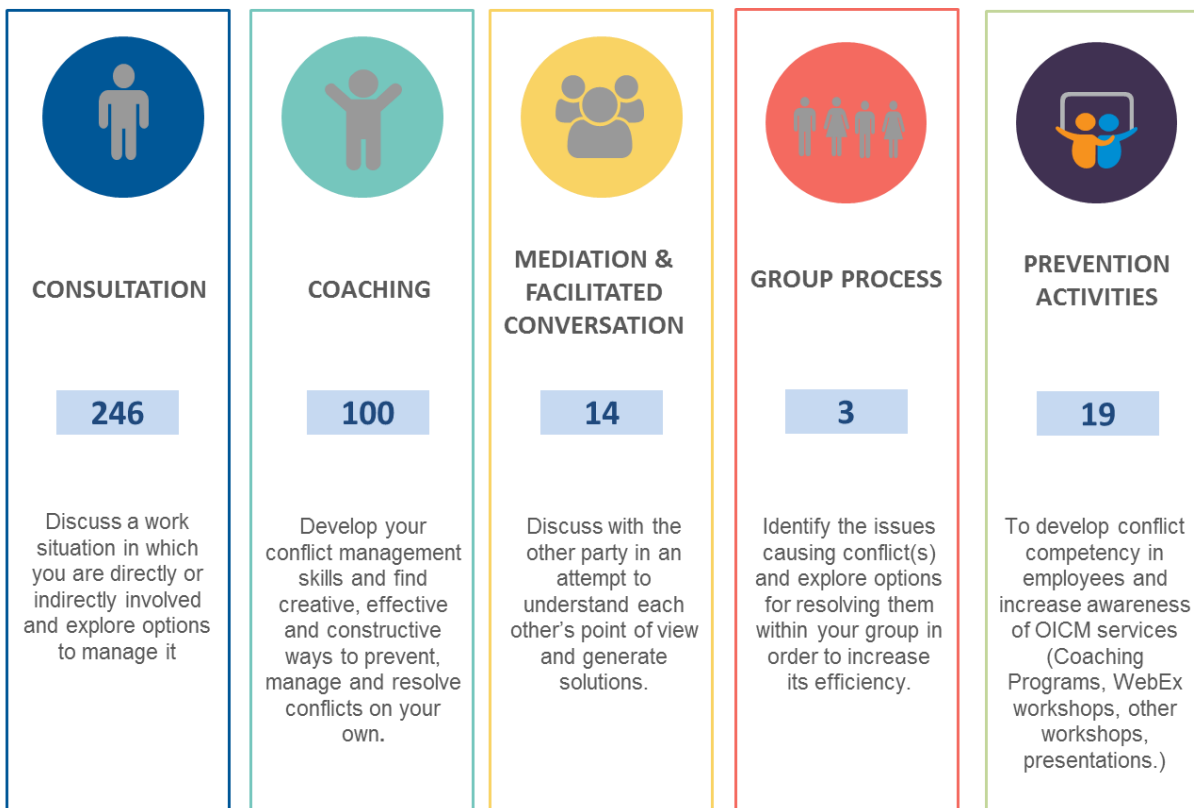 CONSULTATION
246
Discuss a work
situation in which
you are directly or
indirectly involved
and explore options
to manage it
COACHING
100
Develop your
conflict management
skills and find
creative, effective
and constructive
ways to prevent,
manage and resolve
conflicts on your
own.
MEDIATION &
FACILITATED
CONVERSATION
14
Discuss with the
other party in an
attempt to
understand each
other’s point of view
and generate
solutions.
GROUP PROCESS
3
Identify the issues
causing conflict(s)
and explore options
for resolving them
within your group in
order to increase
its efficiency.
PREVENTION
ACTIVITIES
19
To develop conflict
competency in
employees and
increase awareness
of OICM services
(Coaching
Programs, WebEx
workshops, other
workshops,
presentations.)